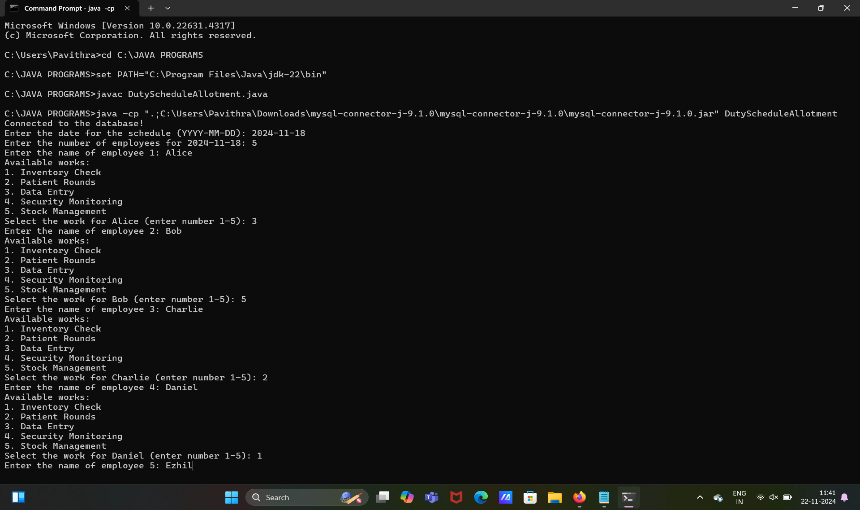 Command Prompt - java -cp
Microsoft Windows [Version 10.0.22631.4317]
(c) Microsoft Corporation. All rights reserved.
C:\Users\Pavithra>cd C:\JAVA PROGRAMS
C:\JAVA PROGRAMS>set PATH="C:\Program Files\Java\jdk-22\bin"
C:\JAVA PROGRAMS>javac DutyScheduleAllotment.java
C:\JAVA PROGRAMS>java -cp ".;C:\Users\Pavithra\Downloads\mysql-connector-j-9.1.0\mysql-connector-j-9.1.0\mysql-connector-j-9.1.0.jar" DutyScheduleAllotment
Connected to the database!
Enter the date for the schedule (YYYY-MM-DD): 2024-11-18
Enter the number of employees for 2024-11-18: 5
Enter the name of employee 1: Alice
Available works:
1. Inventory Check
2. Patient Rounds
3. Data Entry
4. Security Monitoring
5. Stock Management
Select the work for Alice (enter number 1-5): 3
Enter the name of employee 2: Bob
Available works:
1. Inventory Check
2. Patient Rounds
3. Data Entry
4. Security Monitoring
5. Stock Management
Select the work for Bob (enter number 1-5): 5
Enter the name of employee 3: Charlie
Available works:
1. Inventory Check
2. Patient Rounds
3. Data Entry
4. Security Monitoring
5. Stock Management
Select the work for Charlie (enter number 1-5): 2
Enter the name of employee 4: Daniel
Available works:
1. Inventory Check
2. Patient Rounds
3. Data Entry
4. Security Monitoring
5. Stock Management
Select the work for Daniel (enter number 1-5): 1
Enter the name of employee 5: Ezhil
Search
ENG
IN
11:41
22-11-2024